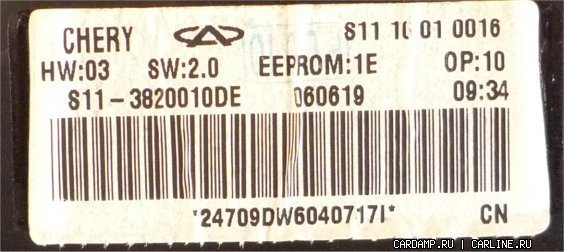 CHERY S11 10 01 0016
HW:03 SW:2.0 EEPROM:1E OP:10
S11-3820010DE 060619 09:34
*24709DW6040717I* CN
CARDAMP.RU | CARLINE.RU